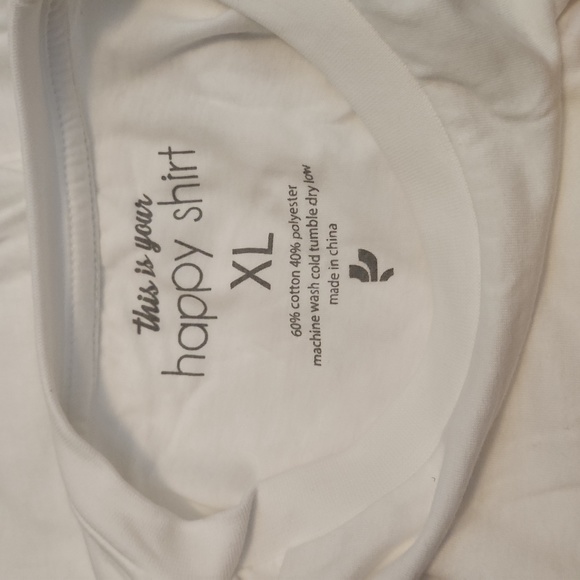 this is your
happy shirt
XL
60% cotton 40% polyester
machine wash cold tumble dry low
made in china